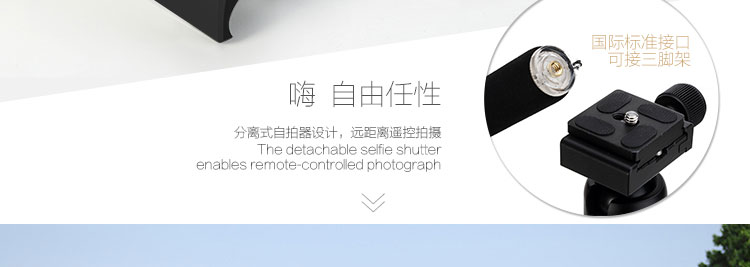 国际标准接口
可接三脚架
嗨 自由任性
分离式自拍器设计，远距离遥控拍摄
The detachable selfie shutter
enables remote-controlled photograph